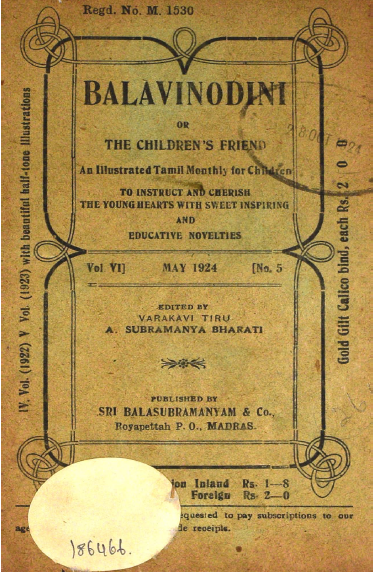 Regd. No. M. 1530
BALAVINODINI
OR
THE CHILDREN'S FRIEND
An Illustrated Tamil Monthly for Children
TO INSTRUCT AND CHERISH
THE YOUNG HEARTS WITH SWEET INSPIRING
AND
EDUCATIVE NOVELTIES
Vol VI] MAY 1924 [No. 5
EDITED BY
VARAKAVI TIRU
A. SUBRAMANYA BHARATI
PUBLISHED BY
SRI BALASUBRAMANYAM & Co.,
Royapettah P. O., MADRAS.
Inland Rs. 1—8
Foreign Rs. 2—0
requested to pay subscriptions to our
receipts.
IV. Vol. (1922) V Vol. (1923) with beautiful half-tone illustrations
Gold Gilt Calico bind, each Rs. 2 0 0
28 OCT 1924
186466.